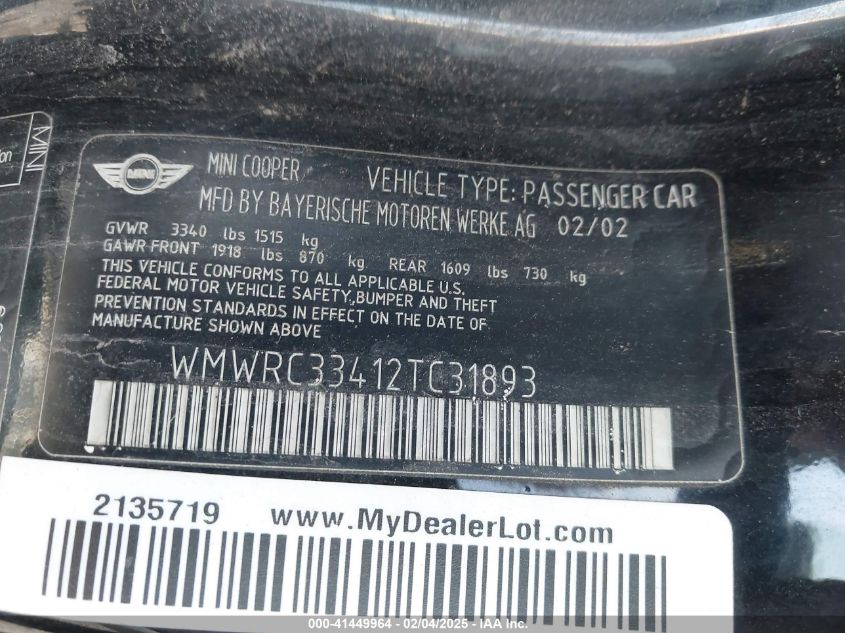 MINI
MINI COOPER VEHICLE TYPE: PASSENGER CAR
MFD BY BAYERISCHE MOTOREN WERKE AG 02/02
GVWR 3340 lbs 1515 kg
GAWR FRONT 1918 lbs 870 kg REAR 1609 lbs 730 kg
THIS VEHICLE CONFORMS TO ALL APPLICABLE U.S.
FEDERAL MOTOR VEHICLE SAFETY, BUMPER AND THEFT
PREVENTION STANDARDS IN EFFECT ON THE DATE OF
MANUFACTURE SHOWN ABOVE
WMWRC33412TC31893
MINI
2135719 www.MyDealerLot.com
000-41449964 - 02/04/2025 - IAA Inc.